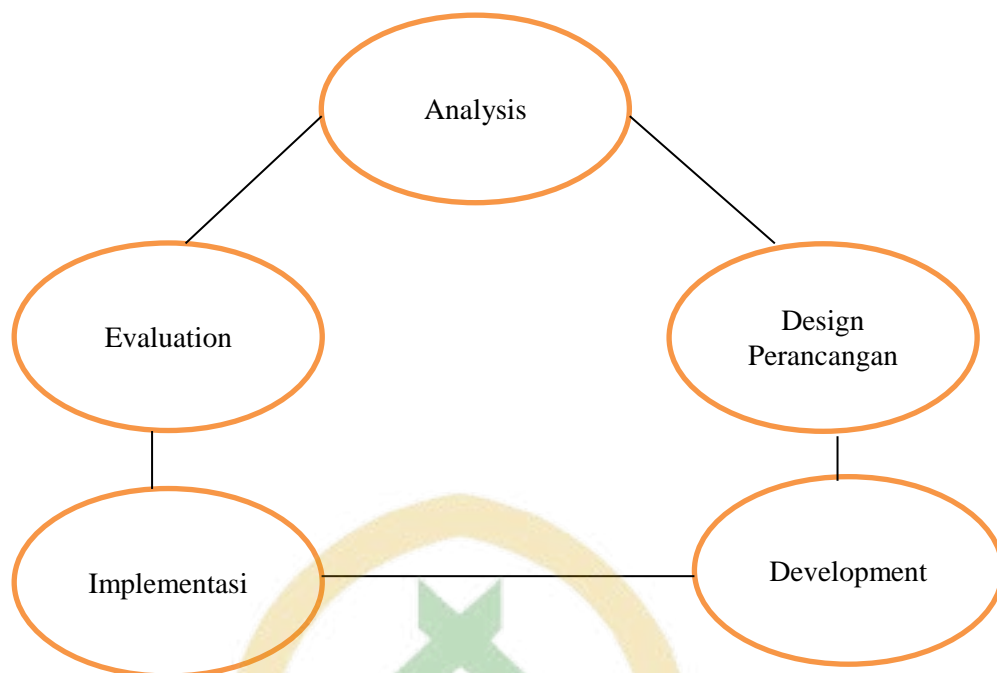 Analysis
Evaluation
Design
Perancangan
Implementasi
Development